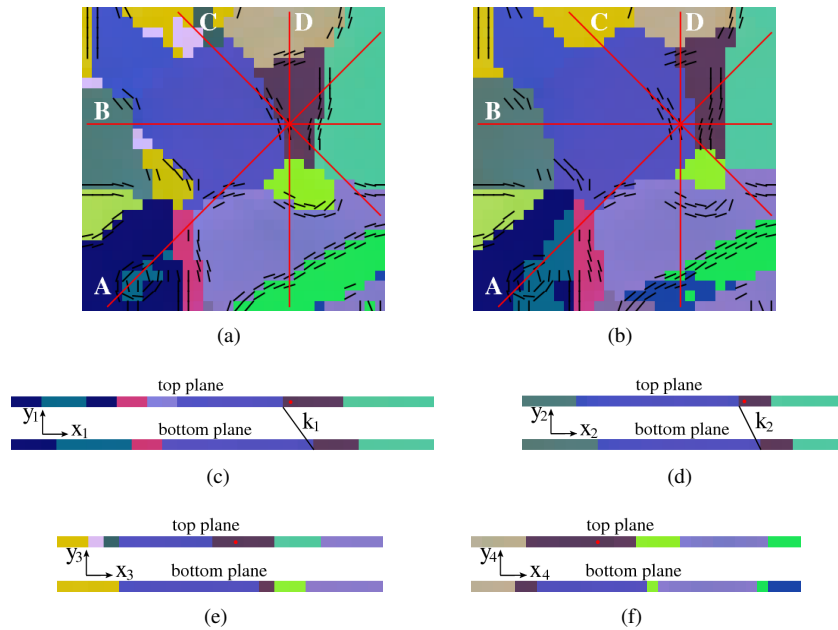 C D C D
B B
A A
(a) (b)
top plane top plane
y1 x1 bottom plane k1 y2 x2 bottom plane k2
(c) (d)
top plane top plane
y3 x3 bottom plane y4 x4 bottom plane
(e) (f)